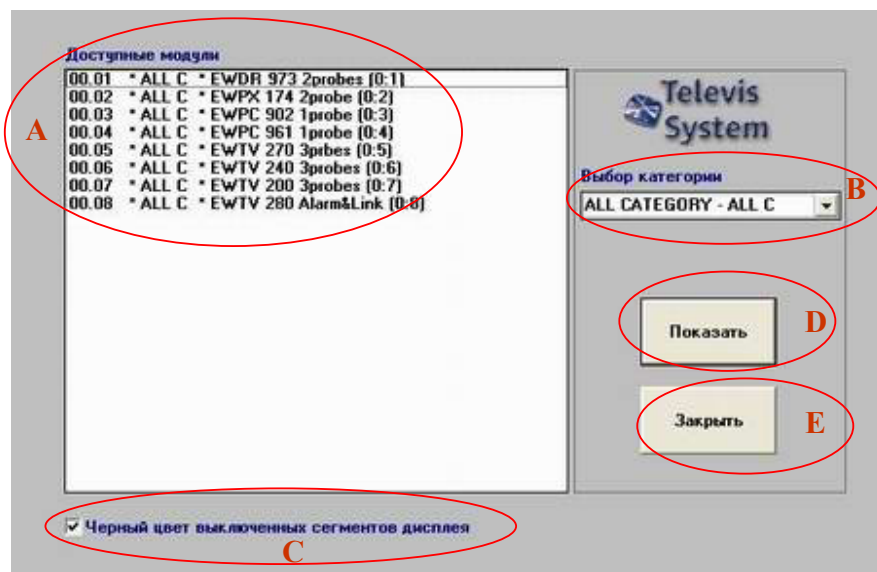 Доступные модули
00.01 * ALL C * EWDR 973 2probes (0:1)
00.02 * ALL C * EWPX 174 2probe (0:2)
00.03 * ALL C * EWPC 902 1probe (0:3)
00.04 * ALL C * EWPC 961 1probe (0:4)
00.05 * ALL C * EWTV 270 3prbes (0:5)
00.06 * ALL C * EWTV 240 3probes (0:6)
00.07 * ALL C * EWTV 200 3probes (0:7)
00.08 * ALL C * EWTV 280 Alarm&Link (0:8)
A
Televis
System
Выбор категории
ALL CATEGORY - ALL C
B
Показать
D
Закрыть
E
Черный цвет выключенных сегментов дисплея
C